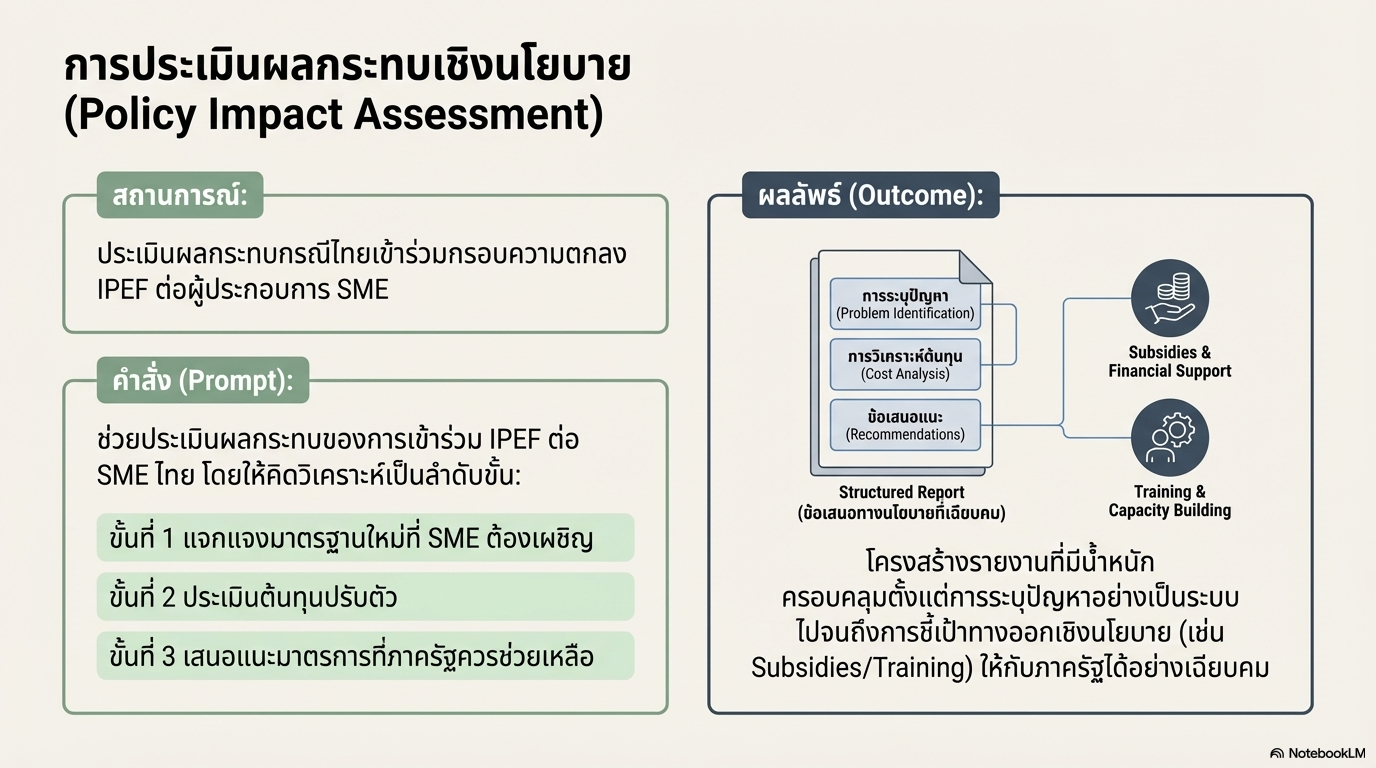 การประเมินผลกระทบเชิงนโยบาย
(Policy Impact Assessment)
สถานการณ์:
ประเมินผลกระทบกรณีไทยเข้าร่วมกรอบความตกลง
IPEF ต่อผู้ประกอบการ SME
คำสั่ง (Prompt):
ช่วยประเมินผลกระทบของการเข้าร่วม IPEF ต่อ
SME ไทย โดยให้คิดวิเคราะห์เป็นลำดับขั้น:
ขั้นที่ 1 แจกแจงมาตรฐานใหม่ที่ SME ต้องเผชิญ
ขั้นที่ 2 ประเมินต้นทุนปรับตัว
ขั้นที่ 3 เสนอแนะมาตรการที่ภาครัฐควรช่วยเหลือ
ผลลัพธ์ (Outcome):
การระบุปัญหา
(Problem Identification)
การวิเคราะห์ต้นทุน
(Cost Analysis)
ข้อเสนอแนะ
(Recommendations)
Structured Report
(ข้อเสนอทางนโยบายที่เฉียบคม)
Subsidies &
Financial Support
Training &
Capacity Building
โครงสร้างรายงานที่มีน้ำหนัก
ครอบคลุมตั้งแต่การระบุปัญหาอย่างเป็นระบบ
ไปจนถึงการชี้เป้าทางออกเชิงนโยบาย (เช่น
Subsidies/Training) ให้กับภาครัฐได้อย่างเฉียบคม
NotebookLM